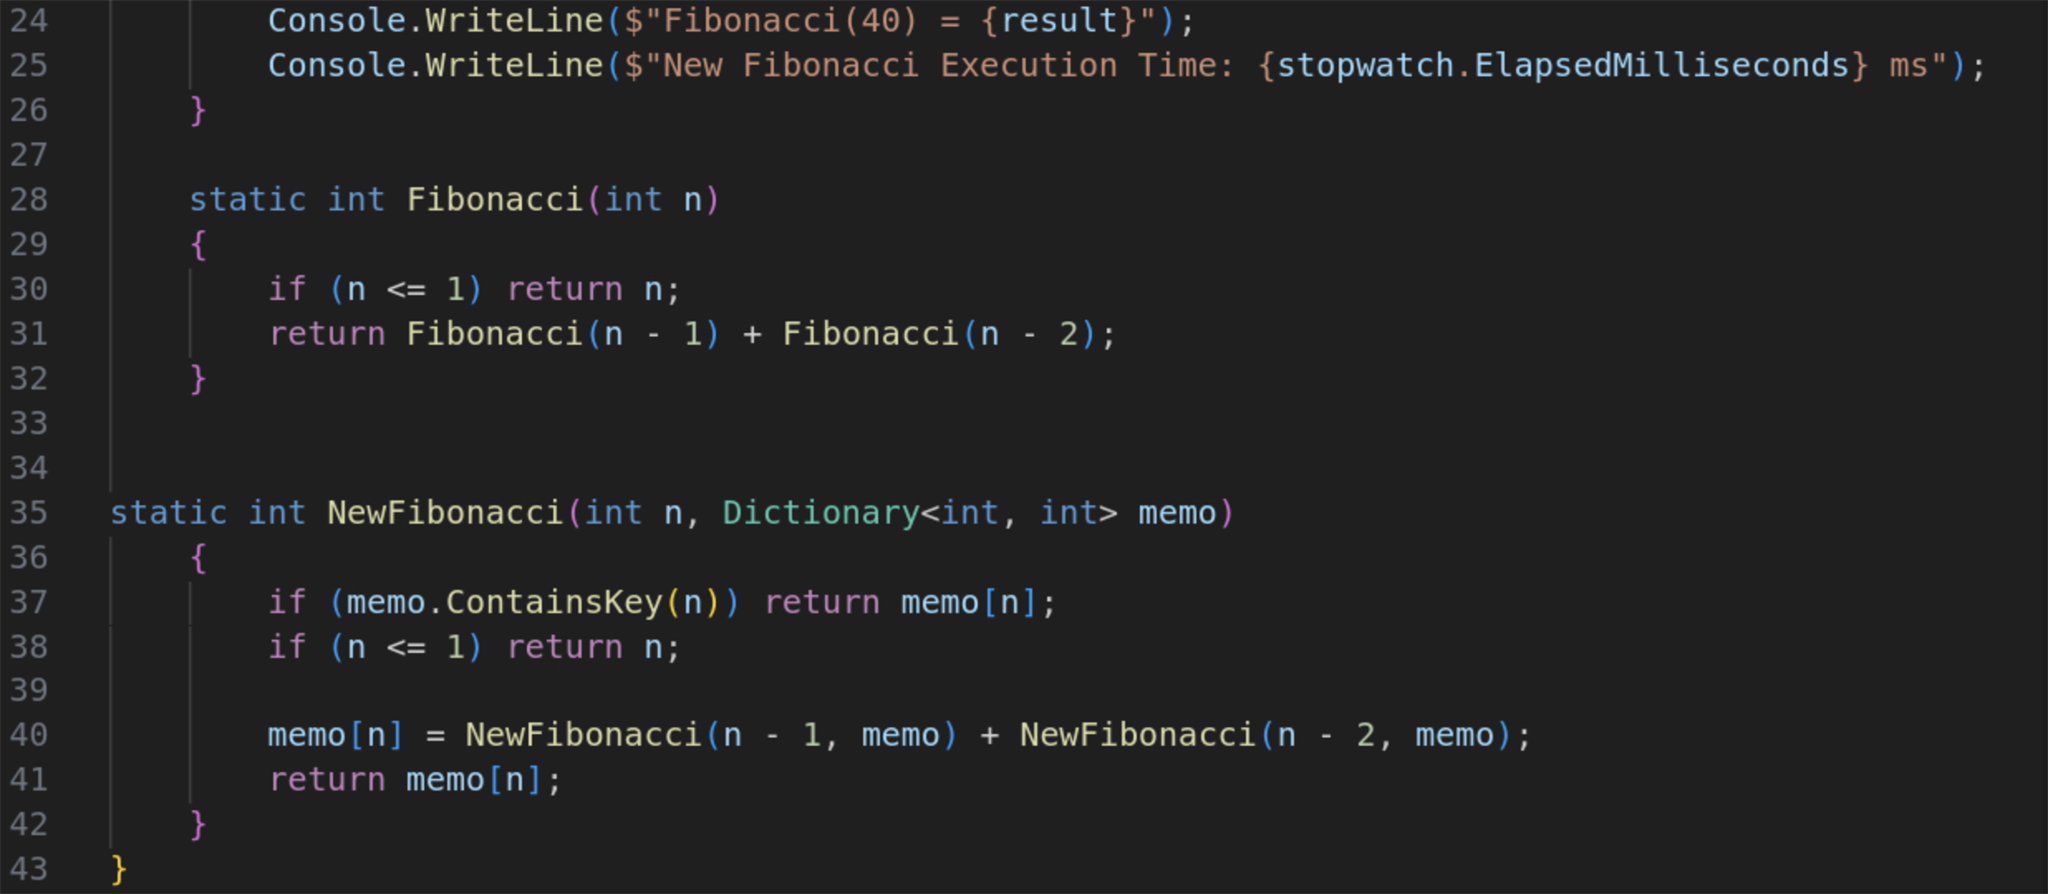 24            Console.WriteLine($"Fibonacci(40) = {result}");
25            Console.WriteLine($"New Fibonacci Execution Time: {stopwatch.ElapsedMilliseconds} ms");
26        }
27
28        static int Fibonacci(int n)
29        {
30            if (n <= 1) return n;
31            return Fibonacci(n - 1) + Fibonacci(n - 2);
32        }
33
34
35    static int NewFibonacci(int n, Dictionary<int, int> memo)
36        {
37            if (memo.ContainsKey(n)) return memo[n];
38            if (n <= 1) return n;
39
40            memo[n] = NewFibonacci(n - 1, memo) + NewFibonacci(n - 2, memo);
41            return memo[n];
42        }
43    }